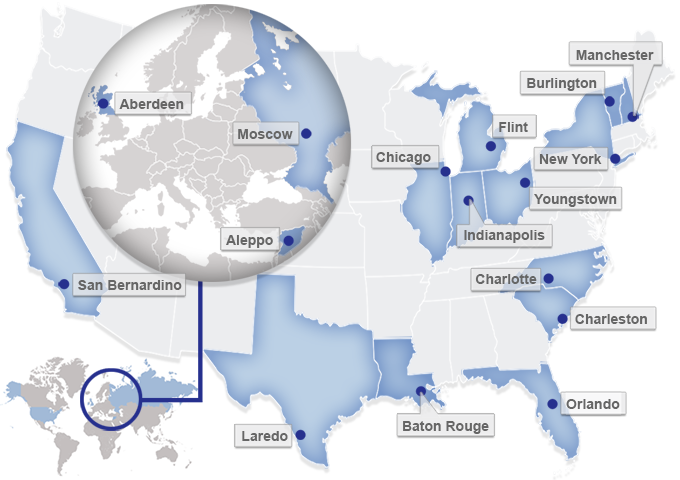 Manchester
Burlington
Aberdeen
Flint
Moscow
Chicago
New York
Youngstown
Indianapolis
Aleppo
Charlotte
San Bernardino
Charleston
Orlando
Baton Rouge
Laredo